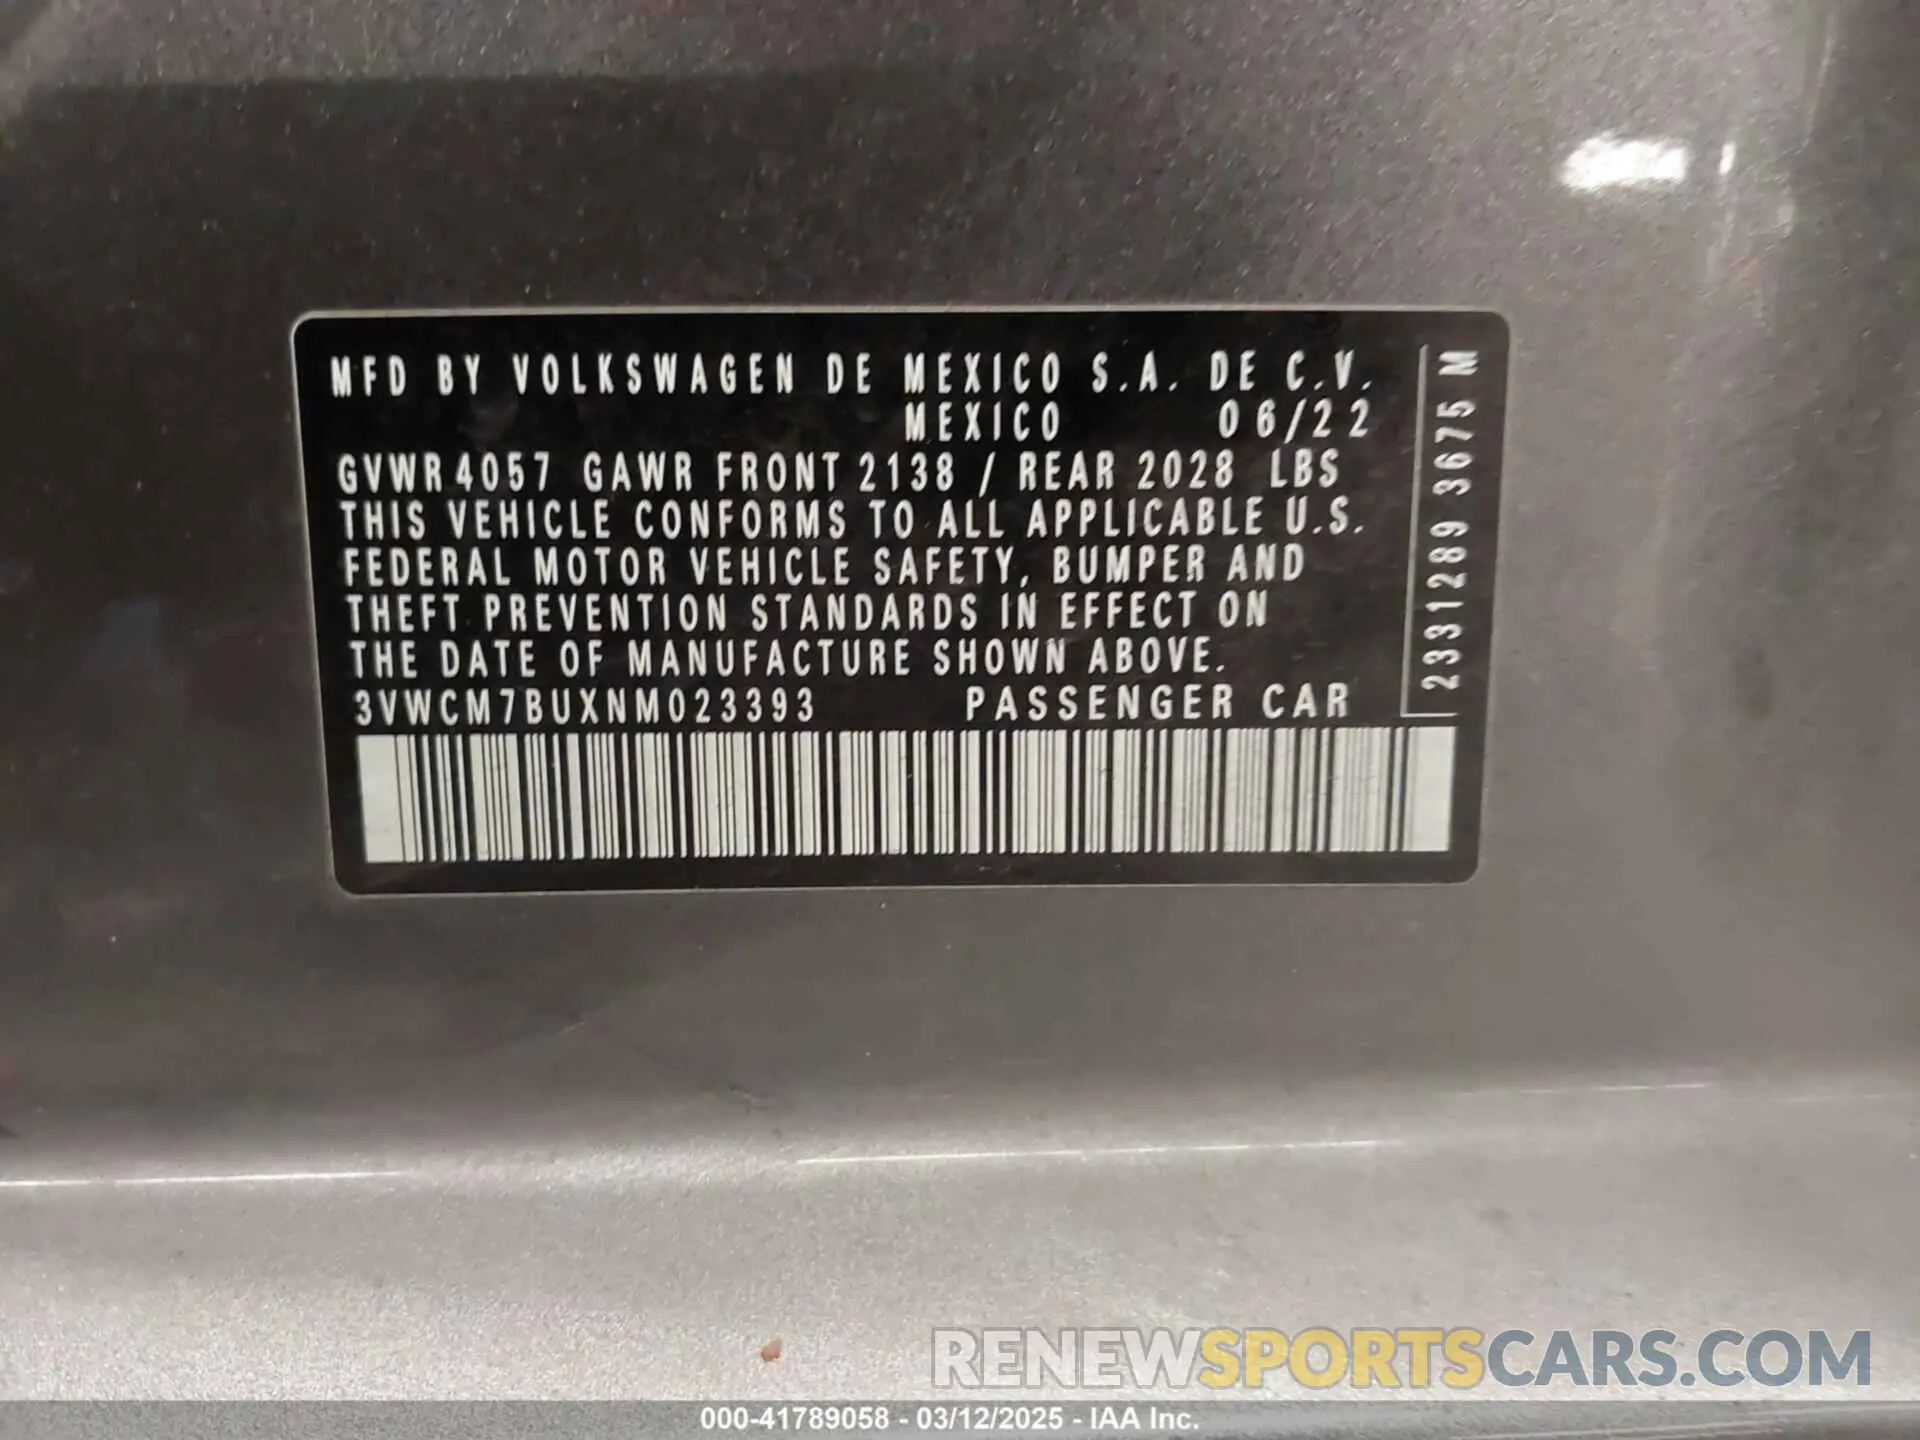 MFD BY VOLKSWAGEN DE MEXICO S.A. DE C.V.
MEXICO 06/22
GVWR 4057 GAWR FRONT 2138 / REAR 2028 LBS
THIS VEHICLE CONFORMS TO ALL APPLICABLE U.S.
FEDERAL MOTOR VEHICLE SAFETY, BUMPER AND
THEFT PREVENTION STANDARDS IN EFFECT ON
THE DATE OF MANUFACTURE SHOWN ABOVE.
3VWCM7BUXNM023393 PASSENGER CAR
2331289 3675 M
RENEWSPORTSCARS.COM
000-41789058 - 03/12/2025 - IAA Inc.